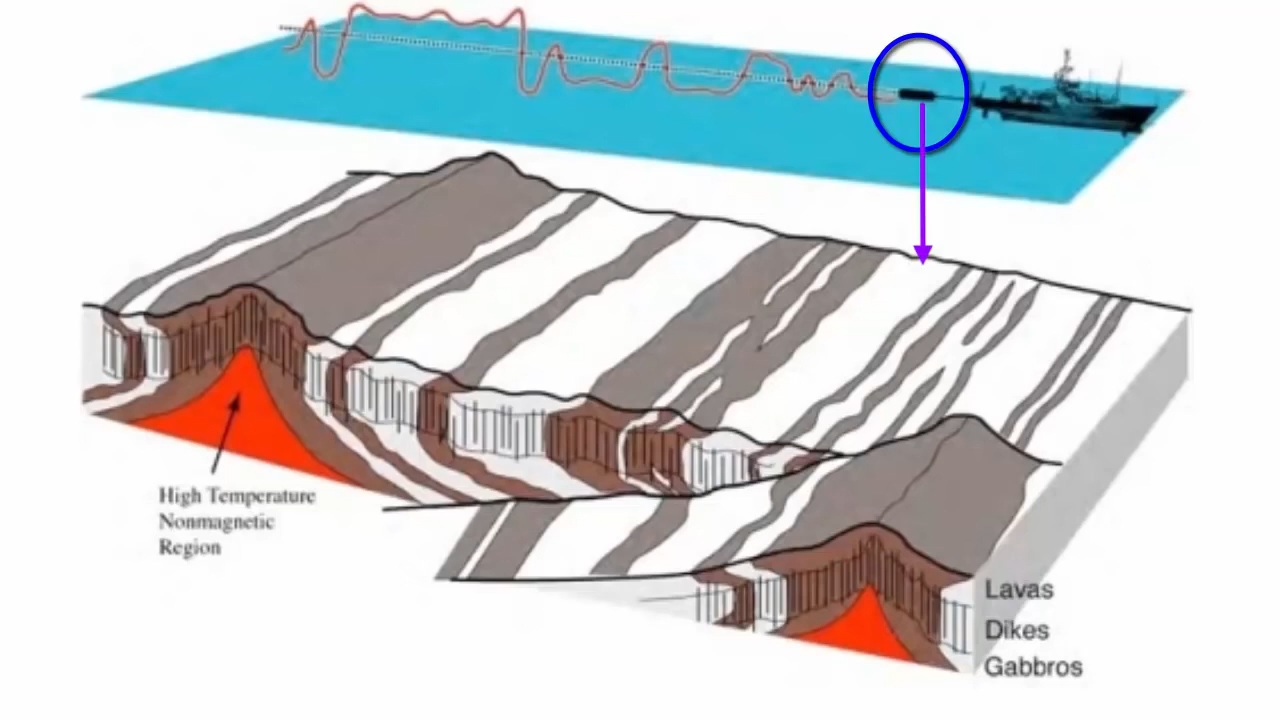 High Temperature
Nonmagnetic
Region
Lavas
Dikes
Gabbros